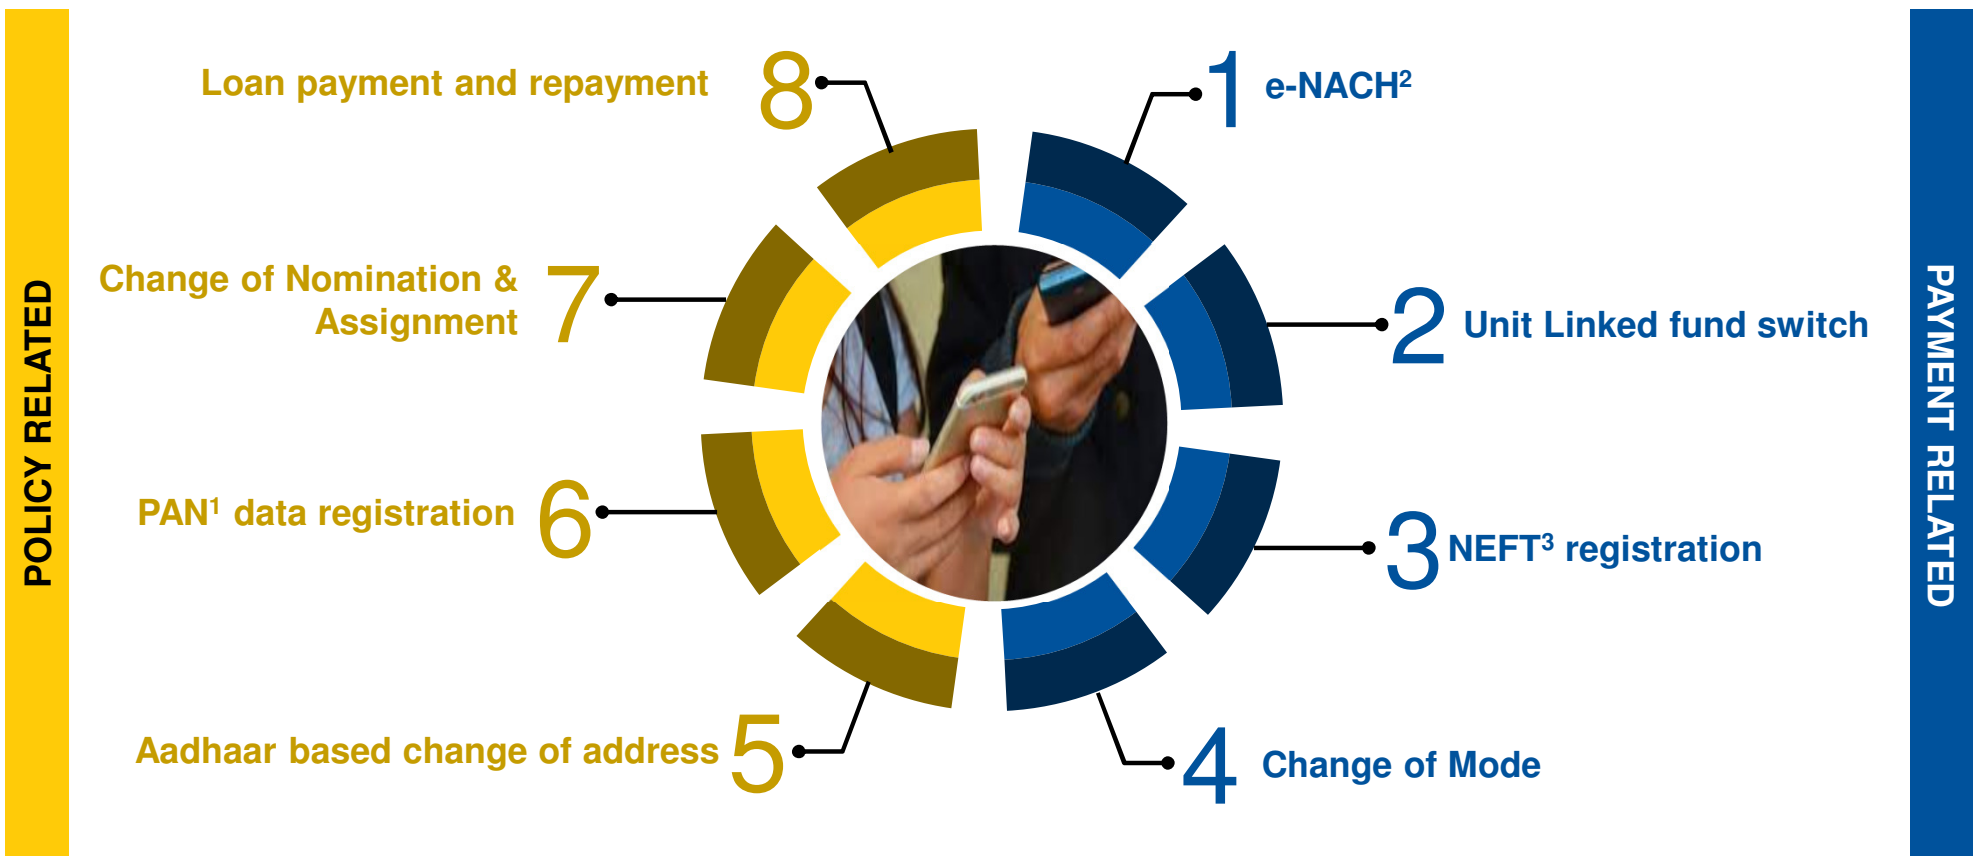 POLICY RELATED
8
Loan payment and repayment
7
Change of Nomination &
Assignment
6
PAN¹ data registration
5
Aadhaar based change of address
1
e-NACH²
2
Unit Linked fund switch
3
NEFT³ registration
4
Change of Mode
PAYMENT RELATED